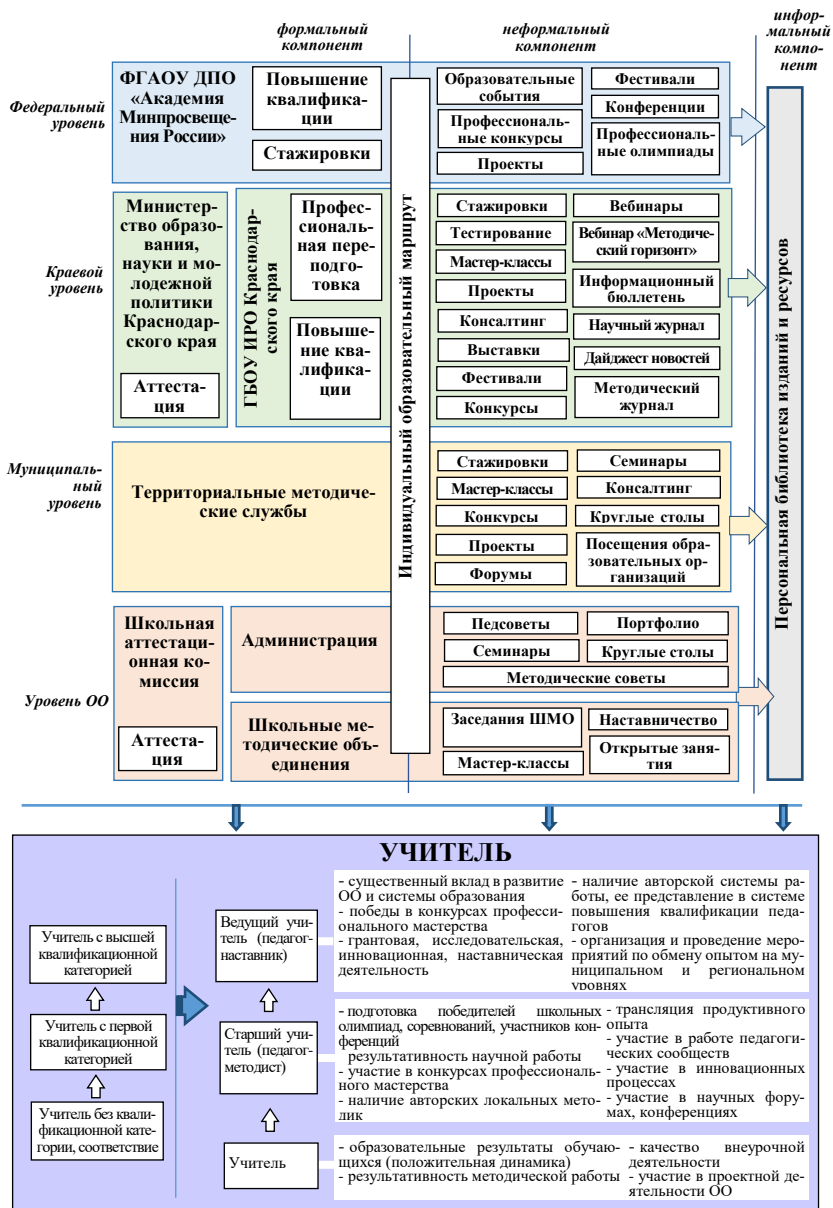 формальный
компонент
неформальный
компонент
инфор-
мальный
компо-
нент
Федеральный
уровень
ФГАОУ ДПО
«Академия
Минпросвеще-
ния России»
Повышение
квалифика-
ции
Стажировки
Образовательные
события
Профессиональ-
ные конкурсы
Проекты
Фестивали
Конференции
Профессиональ-
ные олимпиады
Краевой
уровень
Министер-
ство образо-
вания,
науки и мо-
лодежной
политики
Краснодар-
ского края
Аттеста-
ция
ГБОУ ИРО Краснодар-
ского края
Профес-
сиональ-
ная пере-
подго-
товка
Повыше-
ние ква-
лифика-
ции
Стажировки
Тестирование
Мастер-классы
Проекты
Консалтинг
Выставки
Фестивали
Конкурсы
Вебинары
Вебинар «Методиче-
ский горизонт»
Информационный
бюллетень
Научный журнал
Дайджест новостей
Методический
журнал
Индивидуальный образовательный маршрут
Персональная библиотека изданий и ресурсов
Муниципаль-
ный
уровень
Территориальные методиче-
ские службы
Стажировки
Мастер-классы
Конкурсы
Проекты
Форумы
Семинары
Консалтинг
Круглые столы
Посещения обра-
зовательных ор-
ганизаций
Уровень ОО
Школьная
аттестаци-
онная ко-
миссия
Аттеста-
ция
Администрация
Педсоветы
Семинары
Портфолио
Круглые столы
Методические советы
Школьные ме-
тодические объ-
единения
Заседания ШМО
Мастер-классы
Наставничество
Открытые заня-
тия
УЧИТЕЛЬ
Учитель с высшей
квалификационной
категорией
Учитель с первой
квалификационной
категорией
Учитель без квали-
фикационной кате-
гории, соответствие
Ведущий учи-
тель (педагог-
наставник)
- существенный вклад в развитие
ОО и системы образования
- победы в конкурсах професси-
онального мастерства
- грантовая, исследовательская,
инновационная, наставническая
деятельность
- наличие авторской системы ра-
боты, ее представление в системе
повышения квалификации педа-
гогов
- организация и проведение меро-
приятий по обмену опытом на му-
ниципальном и региональном
уровнях
Старший учи-
тель (педагог-
методист)
- подготовка победителей школьных
олимпиад, соревнований, участников кон-
ференций
результативность научной работы
- участие в конкурсах профессиональ-
ного мастерства
- наличие авторских локальных мето-
дик
- трансляция продуктивного
опыта
- участие в работе педагоги-
ческих сообществ
- участие в инновационных
процессах
- участие в научных фору-
мах, конференциях
Учитель
- образовательные результаты обучаю-
щихся (положительная динамика)
- результативность методической работы
- качество внеурочной
деятельности
- участие в проектной де-
ятельности ОО